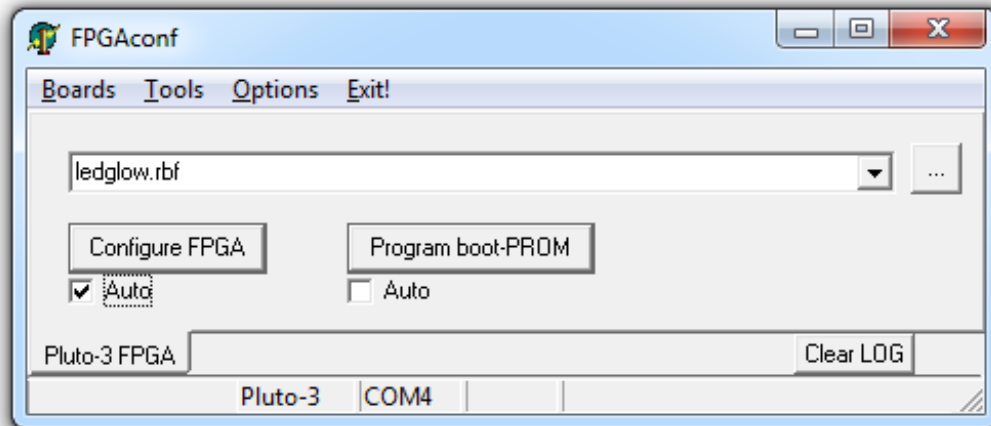 FPGAconf
Boards Tools Options Exit!
ledglow.rbf ...
Configure FPGA Program boot-PROM
Auto Auto
Pluto-3 FPGA Clear LOG
Pluto-3 COM4